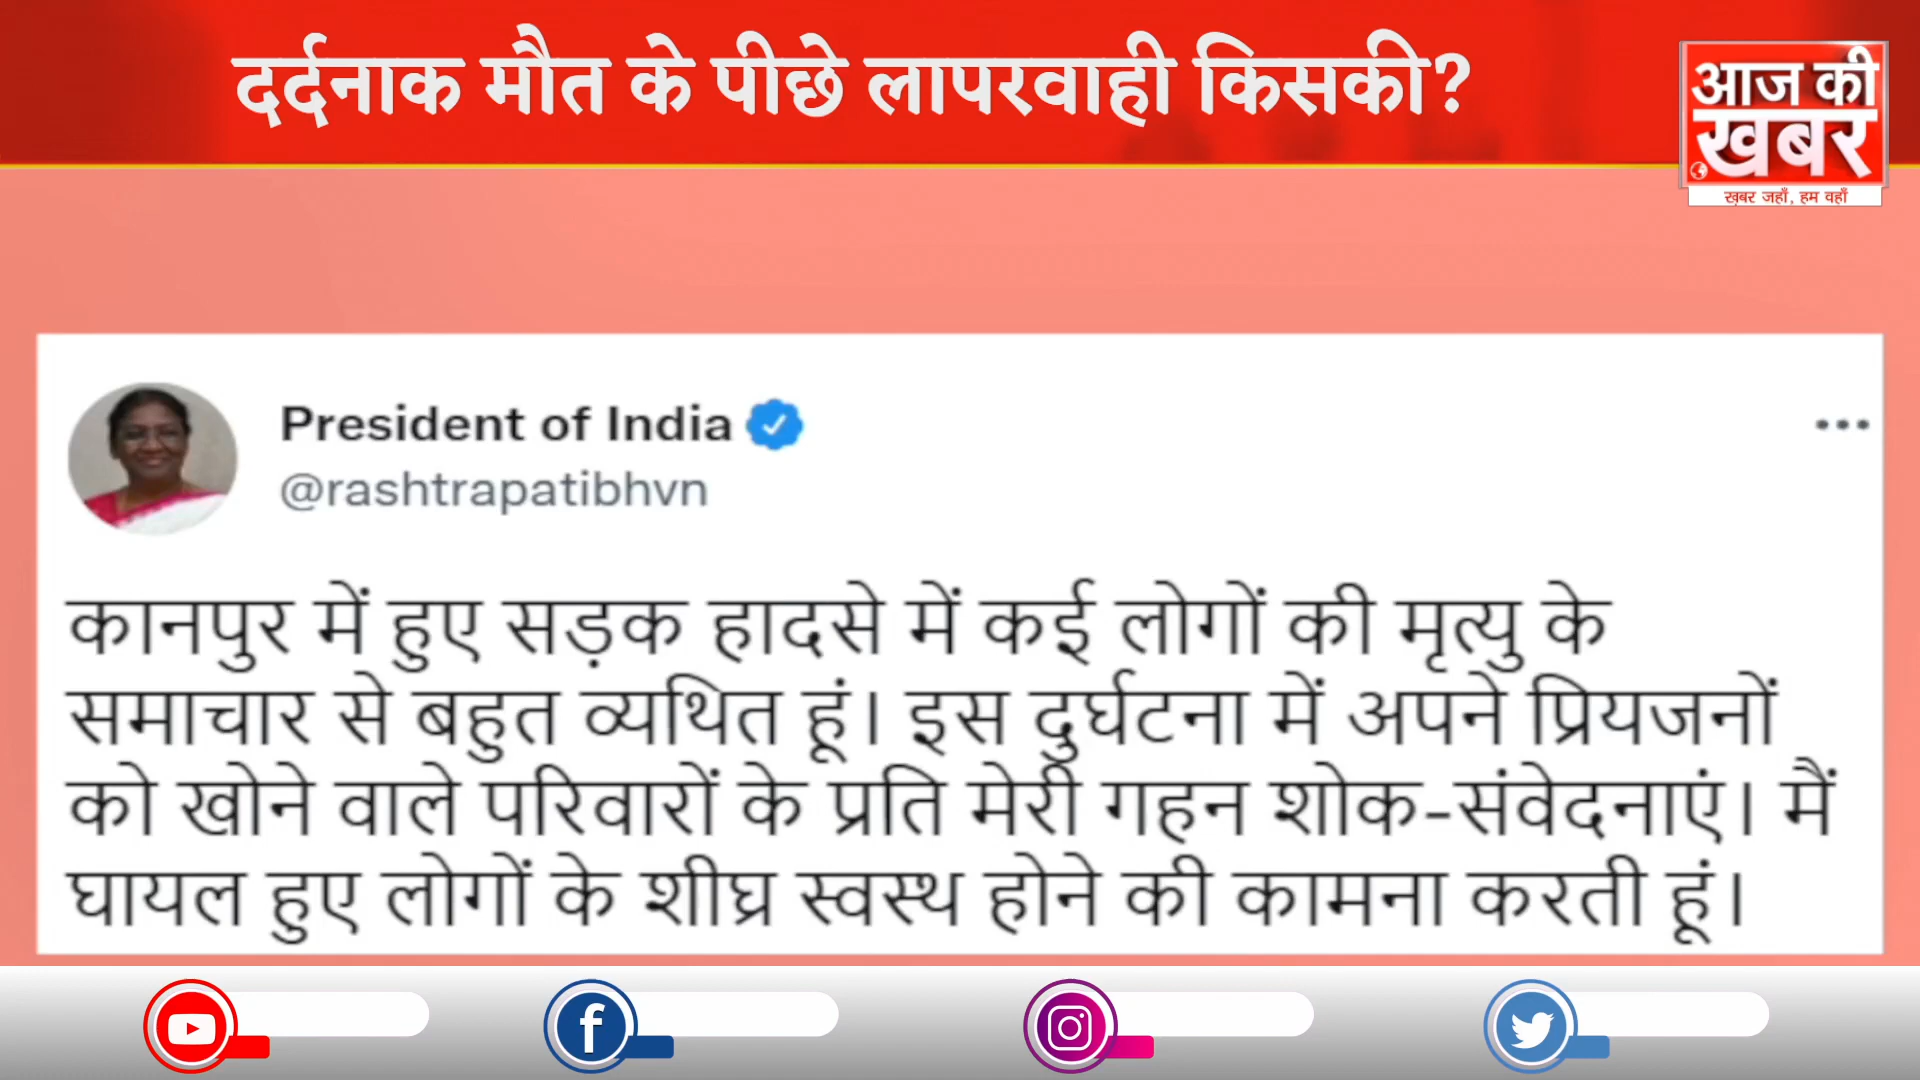 दर्दनाक मौत के पीछे लापरवाही किसकी?
आज की
खबर
ख़बर जहाँ, हम वहाँ
President of India
@rashtrapatibhvn
कानपुर में हुए सड़क हादसे में कई लोगों की मृत्यु के
समाचार से बहुत व्यथित हूं। इस दुर्घटना में अपने प्रियजनों
को खोने वाले परिवारों के प्रति मेरी गहन शोक-संवेदनाएं। मैं
घायल हुए लोगों के शीघ्र स्वस्थ होने की कामना करती हूं।